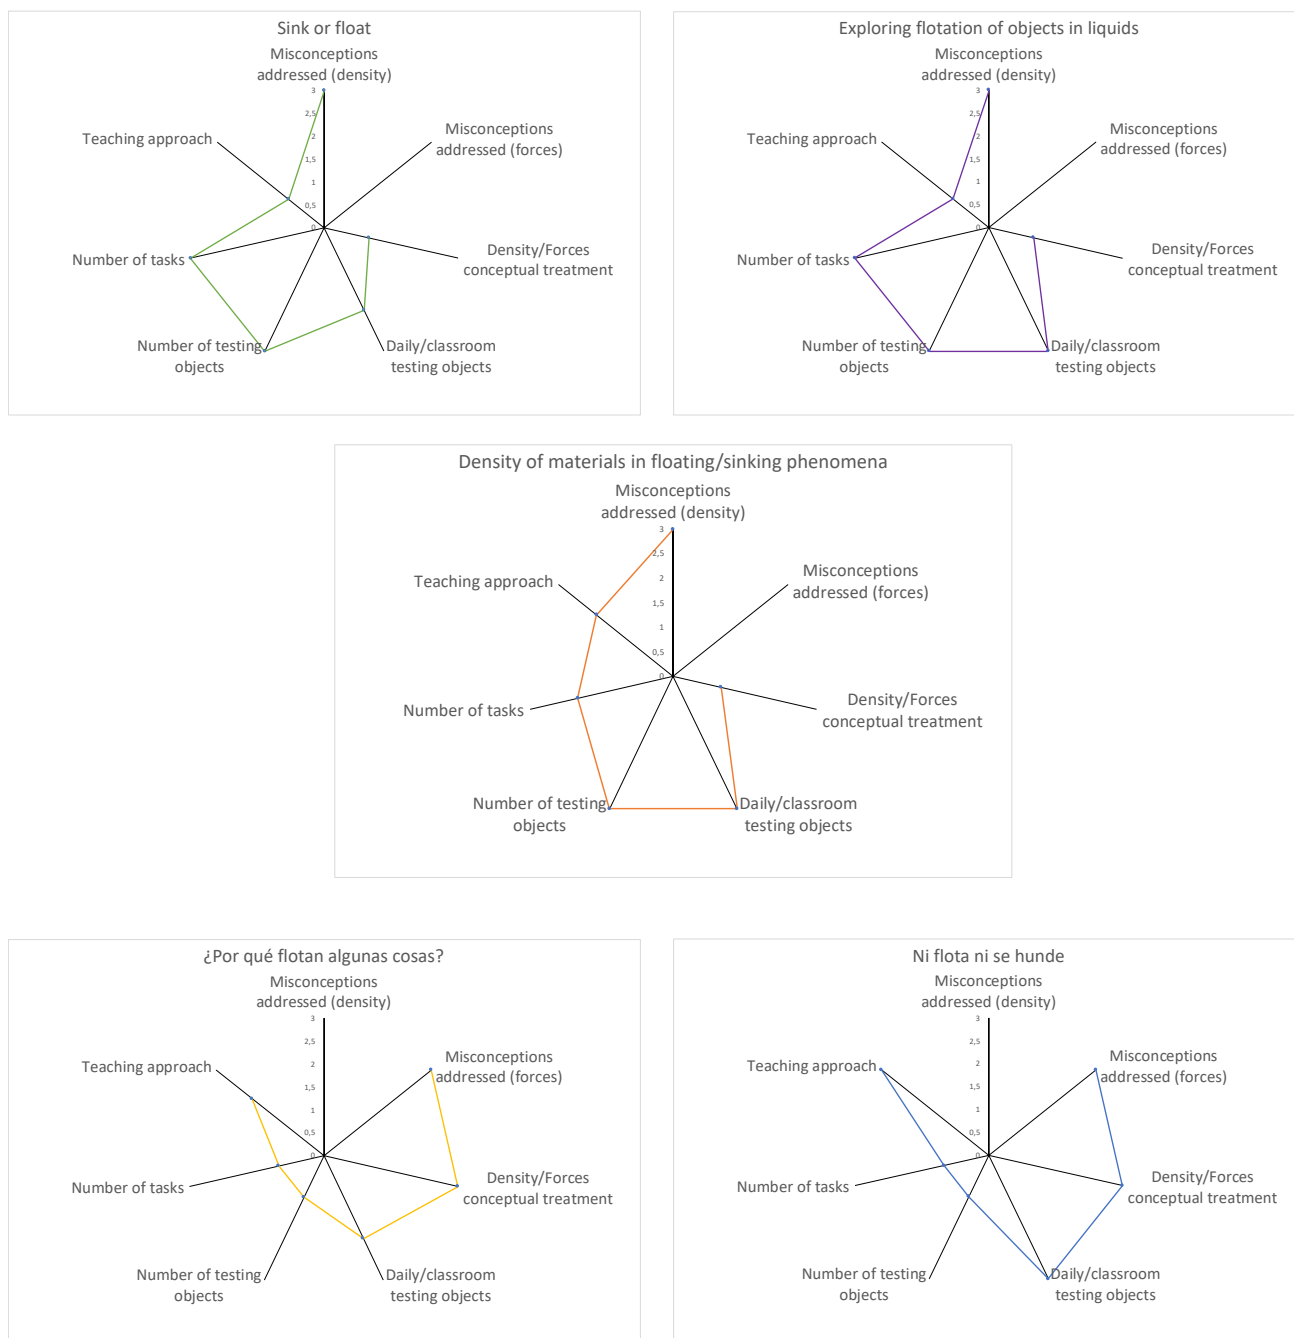 Sink or float
Misconceptions
addressed (density)
3
2,5
2
1,5
1
0,5
0
Misconceptions
addressed (forces)
Density/Forces
conceptual treatment
Daily/classroom
testing objects
Number of testing
objects
Number of tasks
Teaching approach
Exploring flotation of objects in liquids
Misconceptions
addressed (density)
3
2,5
2
1,5
1
0,5
0
Misconceptions
addressed (forces)
Density/Forces
conceptual treatment
Daily/classroom
testing objects
Number of testing
objects
Number of tasks
Teaching approach
Density of materials in floating/sinking phenomena
Misconceptions
addressed (density)
3
2,5
2
1,5
1
0,5
0
Misconceptions
addressed (forces)
Density/Forces
conceptual treatment
Daily/classroom
testing objects
Number of testing
objects
Number of tasks
Teaching approach
¿Por qué flotan algunas cosas?
Misconceptions
addressed (density)
3
2,5
2
1,5
1
0,5
0
Misconceptions
addressed (forces)
Density/Forces
conceptual treatment
Daily/classroom
testing objects
Number of testing
objects
Number of tasks
Teaching approach
Ni flota ni se hunde
Misconceptions
addressed (density)
3
2,5
2
1,5
1
0,5
0
Misconceptions
addressed (forces)
Density/Forces
conceptual treatment
Daily/classroom
testing objects
Number of testing
objects
Number of tasks
Teaching approach